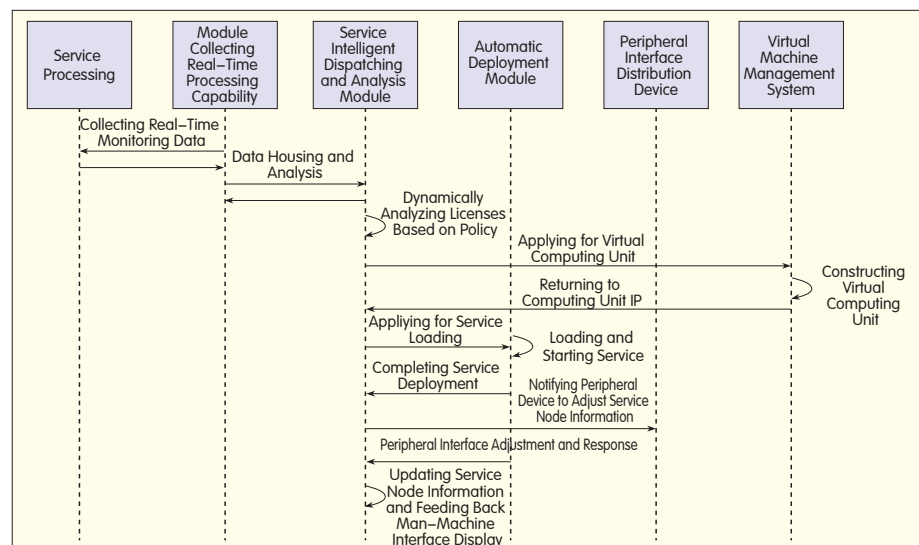 Service
Processing
Module
Collecting
Real–Time
Processing
Capability
Service
Intelligent
Dispatching
and Analysis
Module
Automatic
Deployment
Module
Peripheral
Interface
Distribution
Device
Virtual
Machine
Management
System
Collecting Real–Time
Monitoring Data
Data Housing and
Analysis
Dynamically
Analyzing Licenses
Based on Policy
Applying for Virtual
Computing Unit
Constructing
Virtual
Computing
Unit
Returning to
Computing Unit IP
Applying for Service
Loading
Loading and
Starting Service
Completing Service
Deployment
Notifying Peripheral
Device to Adjust Service
Node Information
Peripheral Interface Adjustment and Response
Updating Service
Node Information
and Feeding Back
Man–Machine
Interface Display